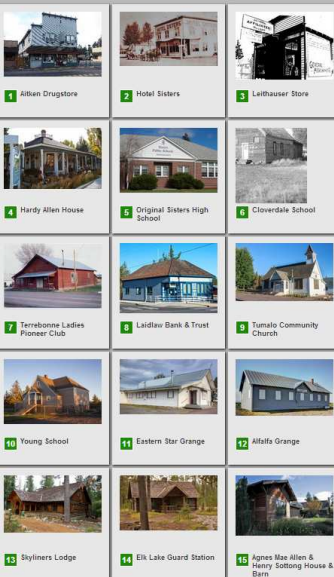 1 Aitken Drugstore
2 Hotel Sisters
3 Leithauser Store
4 Hardy Allen House
5 Original Sisters High
School
6 Cloverdale School
7 Terrebonne Ladies
Pioneer Club
8 Laidlaw Bank & Trust
9 Tumalo Community
Church
10 Young School
11 Eastern Star Grange
12 Alfalfa Grange
13 Skyliners Lodge
14 Elk Lake Guard Station
15 Agnes Mae Allen &
Henry Sottong House &
Barn